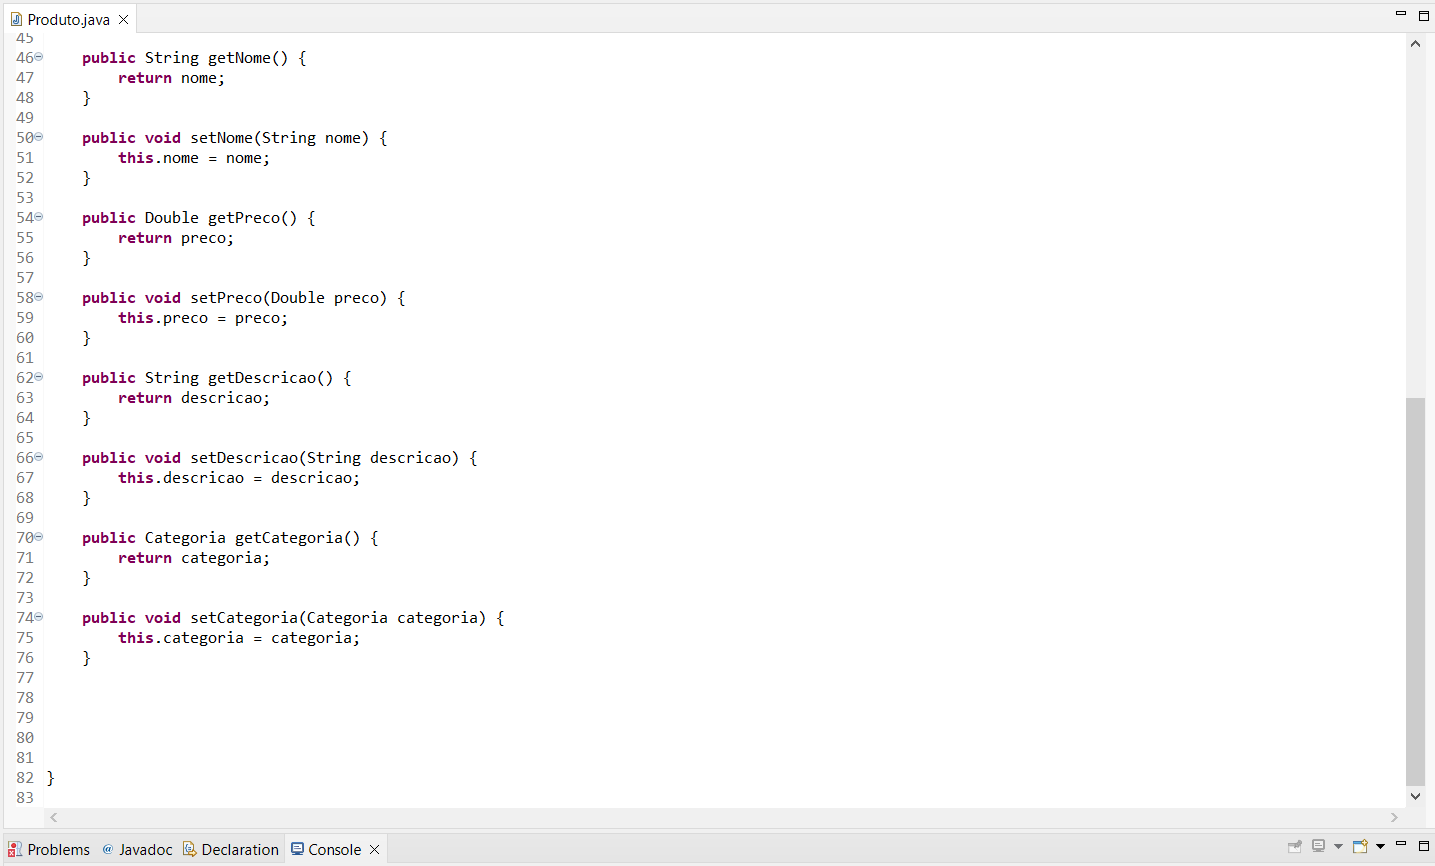 Produto.java
45
46 public String getNome() {
47 return nome;
48 }
49
50 public void setNome(String nome) {
51 this.nome = nome;
52 }
53
54 public Double getPreco() {
55 return preco;
56 }
57
58 public void setPreco(Double preco) {
59 this.preco = preco;
60 }
61
62 public String getDescricao() {
63 return descricao;
64 }
65
66 public void setDescricao(String descricao) {
67 this.descricao = descricao;
68 }
69
70 public Categoria getCategoria() {
71 return categoria;
72 }
73
74 public void setCategoria(Categoria categoria) {
75 this.categoria = categoria;
76 }
77
78
79
80
81
82 }
83
Problems @ Javadoc Declaration Console